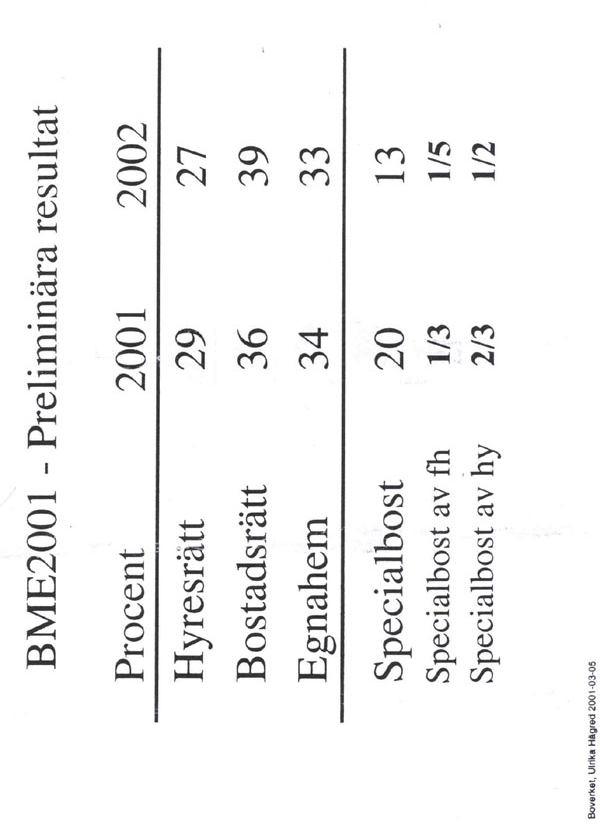 BME2001 - Preliminära resultat
Procent 2001 2002
Hyresrätt 29 27
Bostadsrätt 36 39
Egnahem 34 33
Specialbost 20 13
Specialbost av fh 1/3 1/5
Specialbost av hy 2/3 1/2
Boverket, Ulrika Hägred 2001-03-05